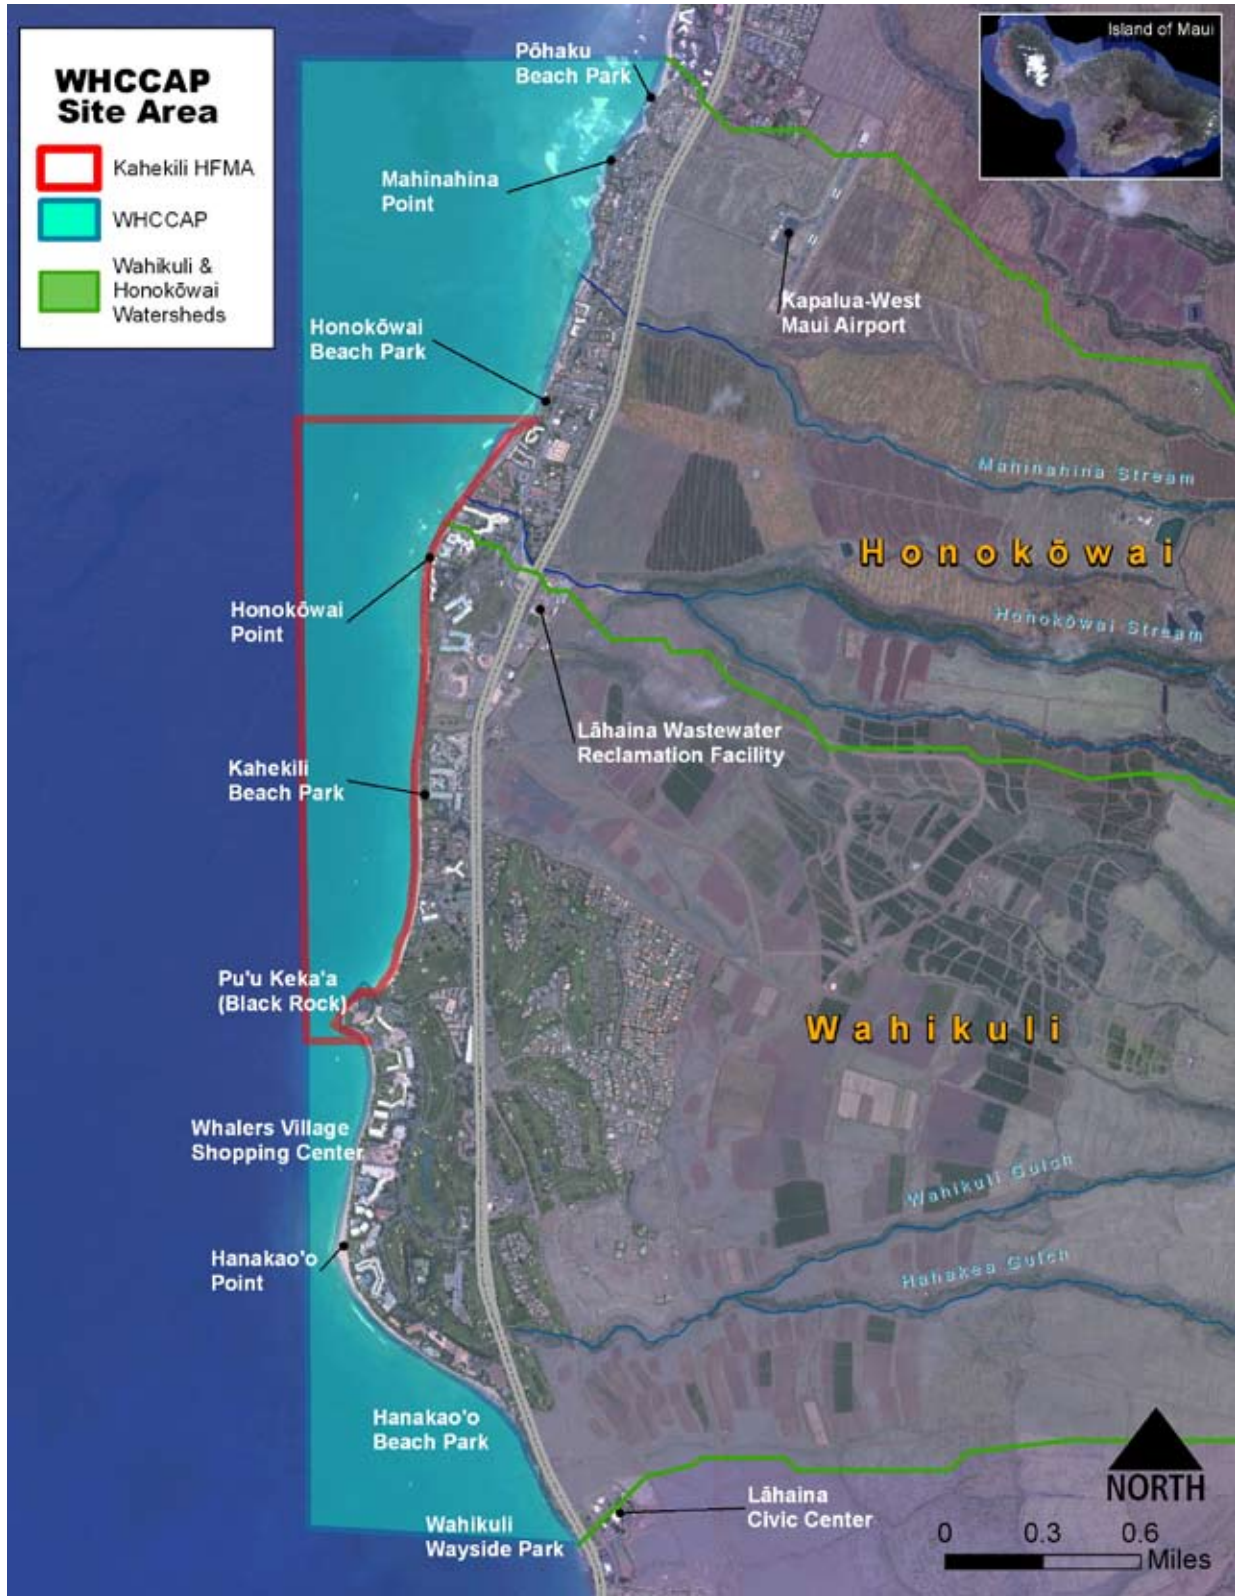 Island of Maui
WHCCAP
Site Area
Kahekili HFMA
WHCCAP
Wahikuli &
Honokōwai
Watersheds
Pōhaku
Beach Park
Mahinahina
Point
Kapalua-West
Maui Airport
Honokōwai
Beach Park
Mahinahina Stream
Honokōwai
Honokōwai Stream
Honokōwai
Point
Lāhaina Wastewater
Reclamation Facility
Kahekili
Beach Park
Pu'u Keka'a
(Black Rock)
Wahikuli
Whalers Village
Shopping Center
Wahikuli Gulch
Hanakao'o
Point
Hahakea Gulch
Hanakao'o
Beach Park
Wahikuli
Wayside Park
Lāhaina
Civic Center
NORTH
0 0.3 0.6
Miles